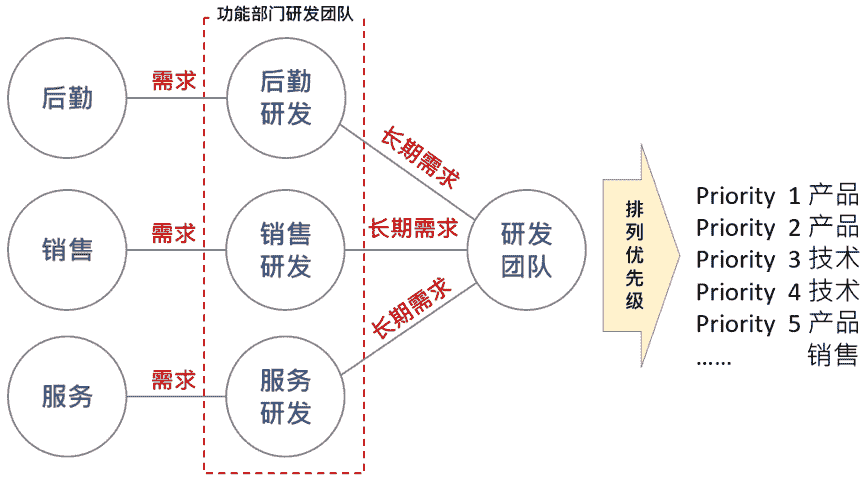 功能部门研发团队
后勤
需求
后勤
研发
长期需求
销售
需求
销售
研发
长期需求
研发
团队
服务
需求
服务
研发
长期需求
排
列
优
先
级
Priority 1 产品
Priority 2 产品
Priority 3 技术
Priority 4 技术
Priority 5 产品
…… 销售